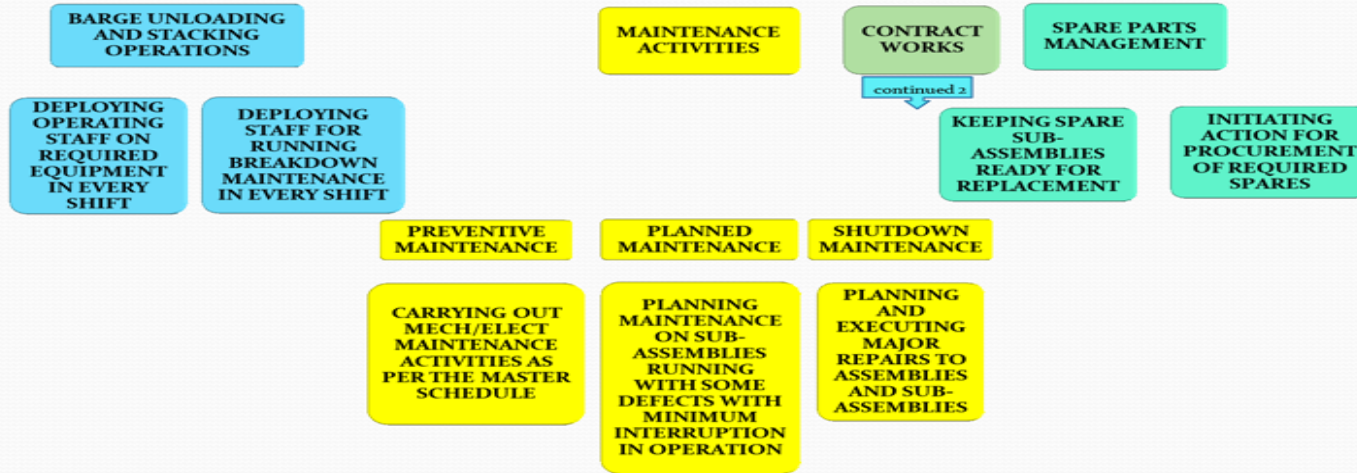 BARGE UNLOADING
AND STACKING
OPERATIONS
MAINTENANCE
ACTIVITIES
CONTRACT
WORKS
SPARE PARTS
MANAGEMENT
continued 2
DEPLOYING
OPERATING
STAFF ON
REQUIRED
EQUIPMENT
IN EVERY
SHIFT
DEPLOYING
STAFF FOR
RUNNING
BREAKDOWN
MAINTENANCE
IN EVERY SHIFT
KEEPING SPARE
SUB-
ASSEMBLIES
READY FOR
REPLACEMENT
INITIATING
ACTION FOR
PROCUREMENT
OF REQUIRED
SPARES
PREVENTIVE
MAINTENANCE
PLANNED
MAINTENANCE
SHUTDOWN
MAINTENANCE
CARRYING OUT
MECH/ELECT
MAINTENANCE
ACTIVITIES AS
PER THE MASTER
SCHEDULE
PLANNING
MAINTENANCE
ON SUB-
ASSEMBLIES
RUNNING
WITH SOME
DEFECTS WITH
MINIMUM
INTERRUPTION
IN OPERATION
PLANNING
AND
EXECUTING
MAJOR
REPAIRS TO
ASSEMBLIES
AND SUB-
ASSEMBLIES